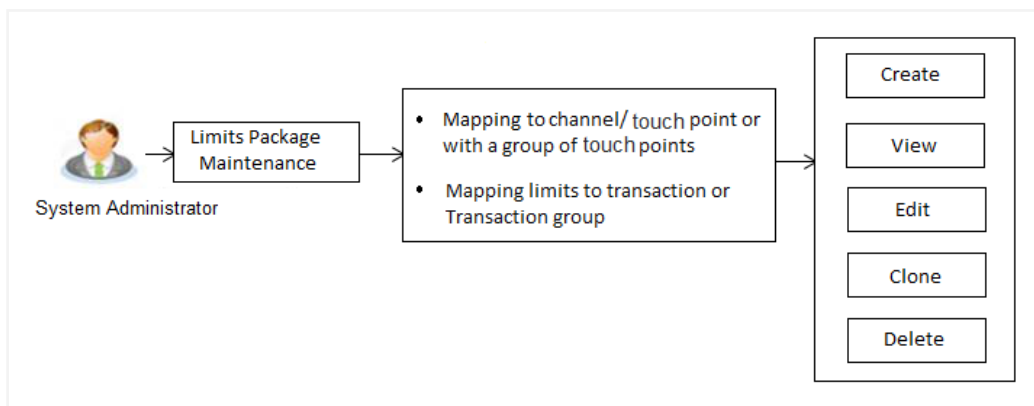 System Administrator
Limits Package
Maintenance
• Mapping to channel/ touch point or
with a group of touch points
• Mapping limits to transaction or
Transaction group
Create
View
Edit
Clone
Delete